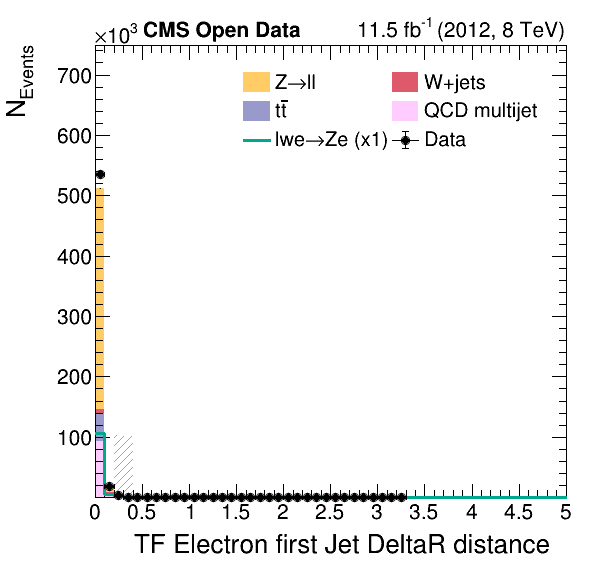 ×10³ CMS Open Data 11.5 fb⁻¹ (2012, 8 TeV)
N_Events
700
600
500
400
300
200
100
Z→ll W+jets
tt̄ QCD multijet
lwe→Ze (x1) Data
0 0.5 1 1.5 2 2.5 3 3.5 4 4.5 5
TF Electron first Jet DeltaR distance